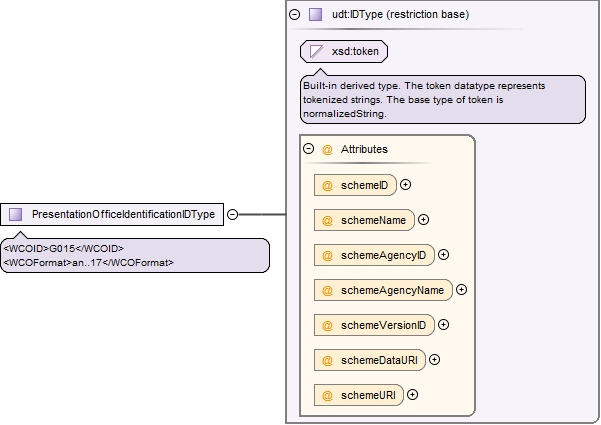 udt:IDType (restriction base)
xsd:token
Built-in derived type. The token datatype represents
tokenized strings. The base type of token is
normalizedString.
@ Attributes
@ schemeID
@ schemeName
@ schemeAgencyID
@ schemeAgencyName
@ schemeVersionID
@ schemeDataURI
@ schemeURI
PresentationOfficeIdentificationIDType
<WCOID>G015</WCOID>
<WCOFormat>an..17</WCOFormat>